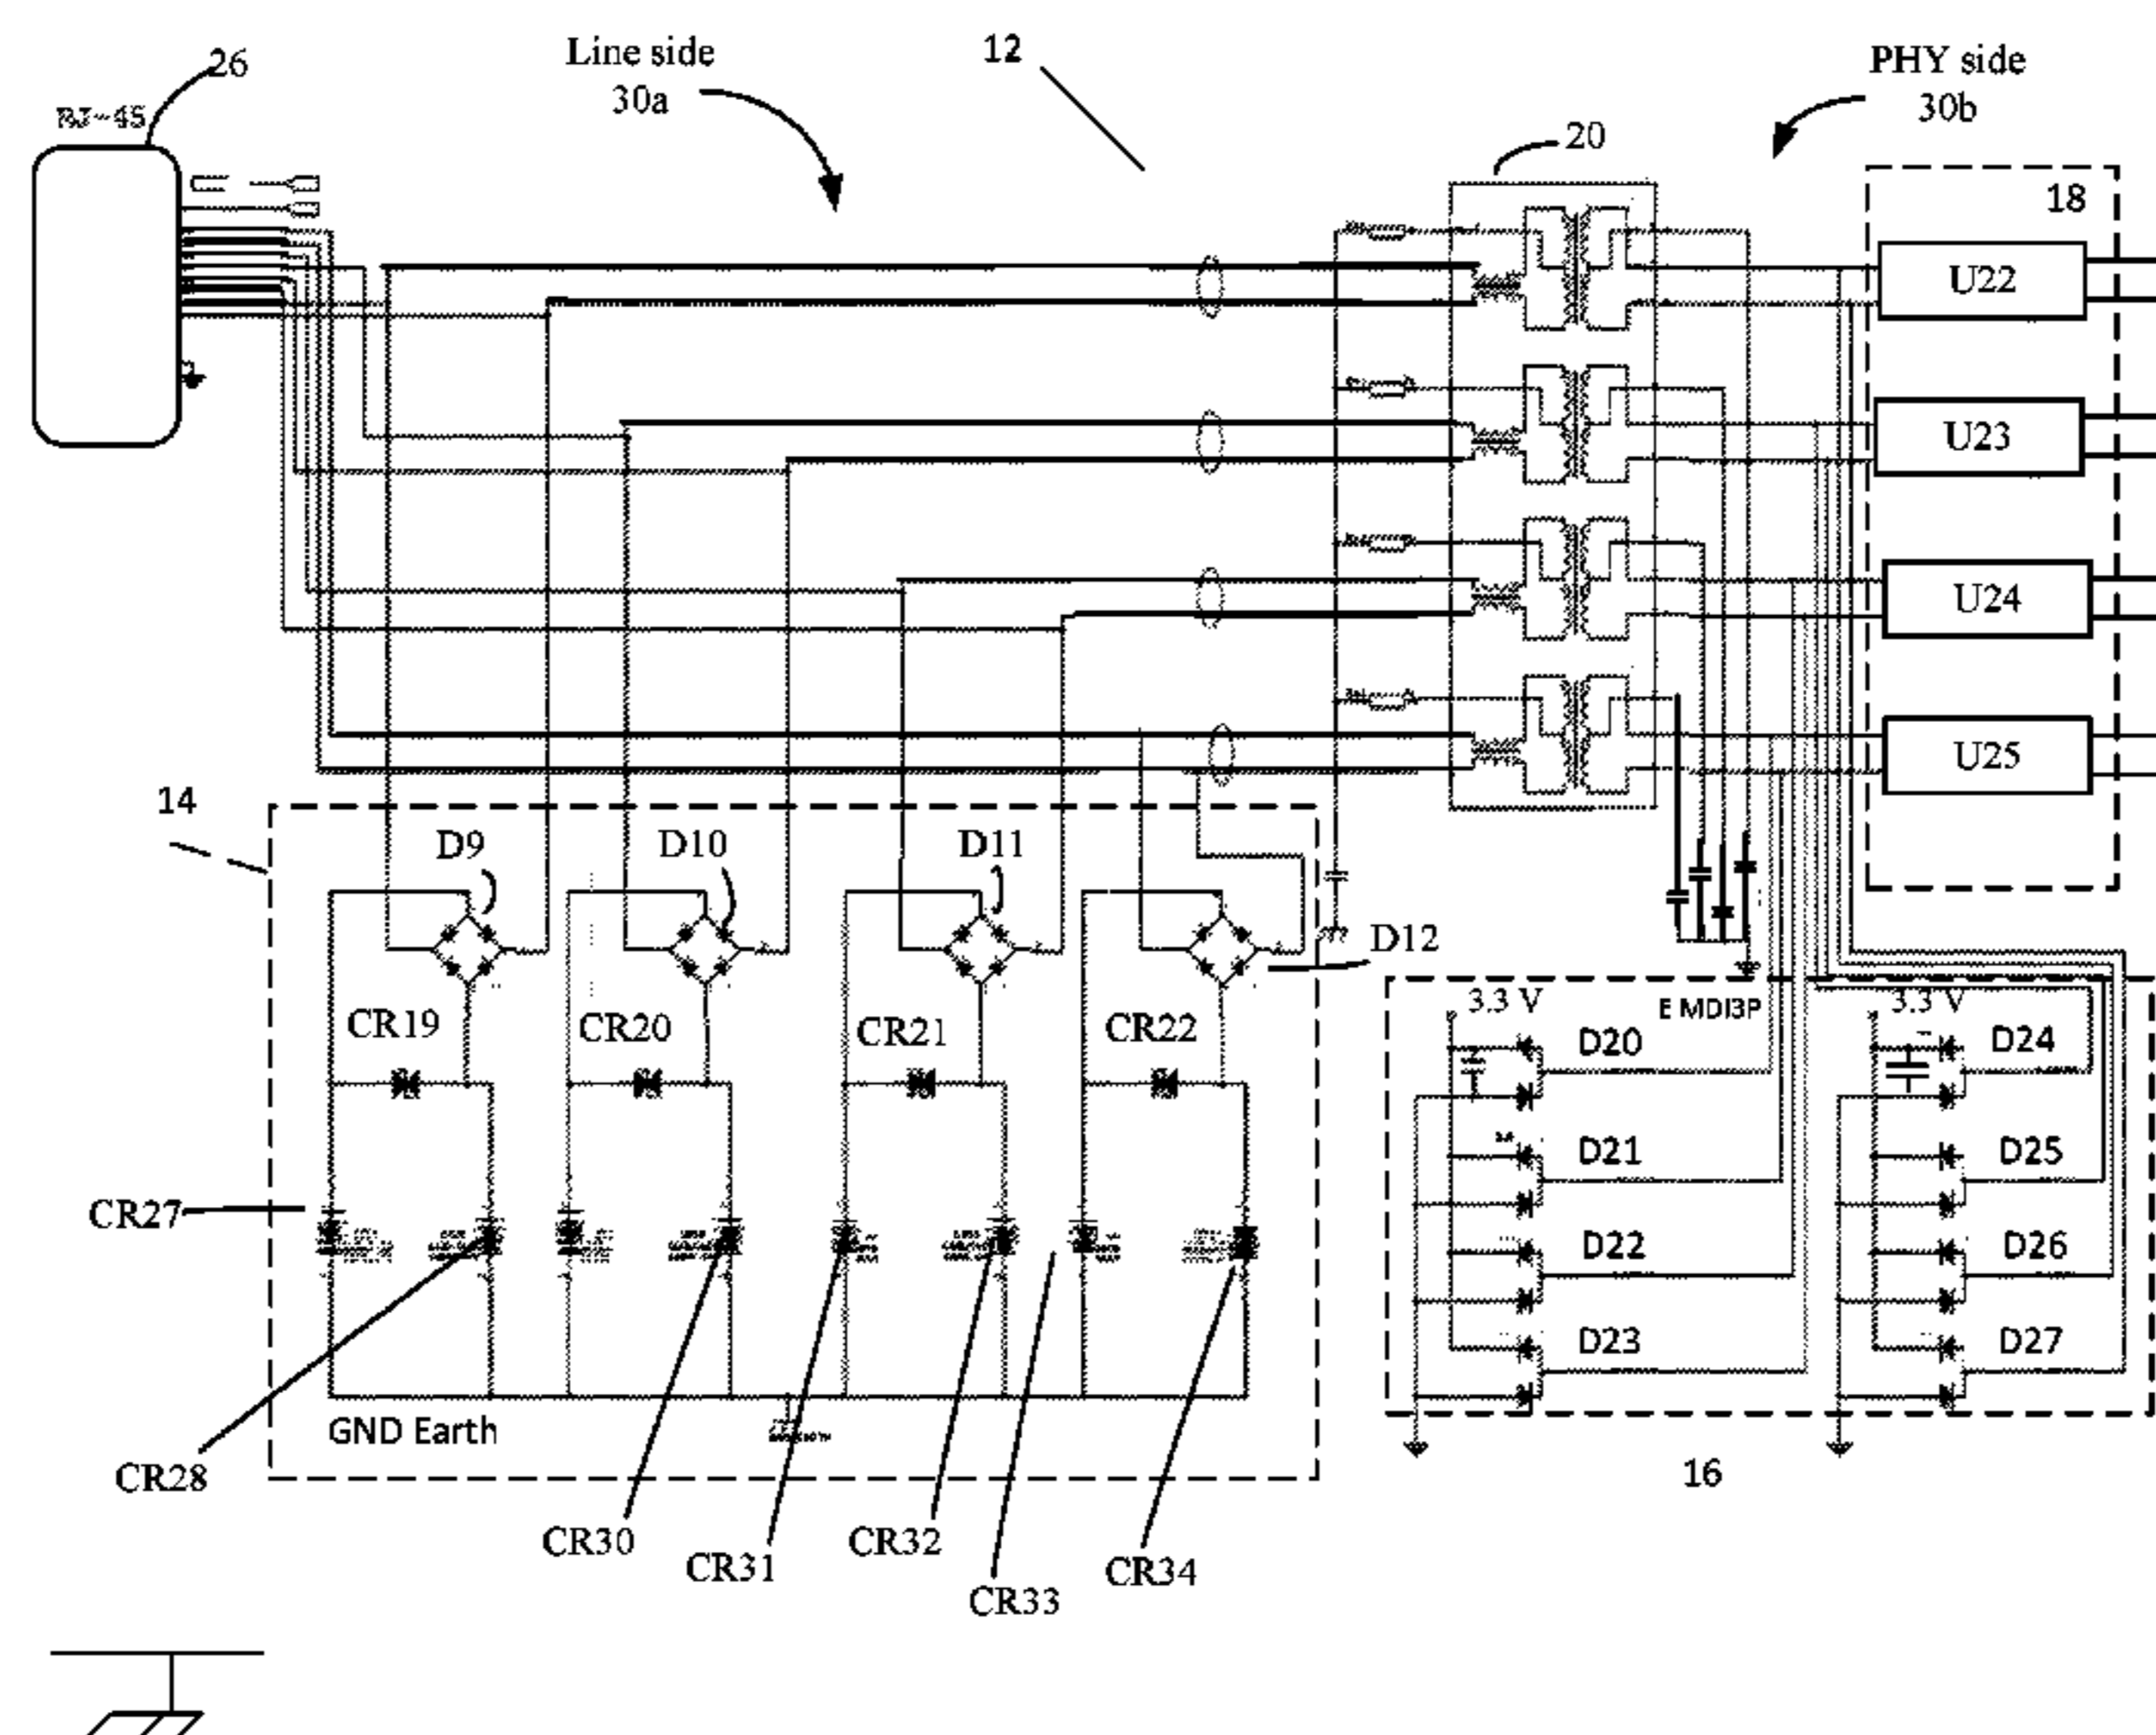 26
RJ-45
Line side
30a
12
PHY side
30b
20
18
U22
U23
U24
U25
14
D9
D10
D11
D12
CR19
CR20
CR21
CR22
3.3 V
E MDI3P
3.3 V
D20
D24
D21
D25
D22
D26
D23
D27
CR27
GND Earth
CR28
16
CR30
CR31
CR32
CR33
CR34